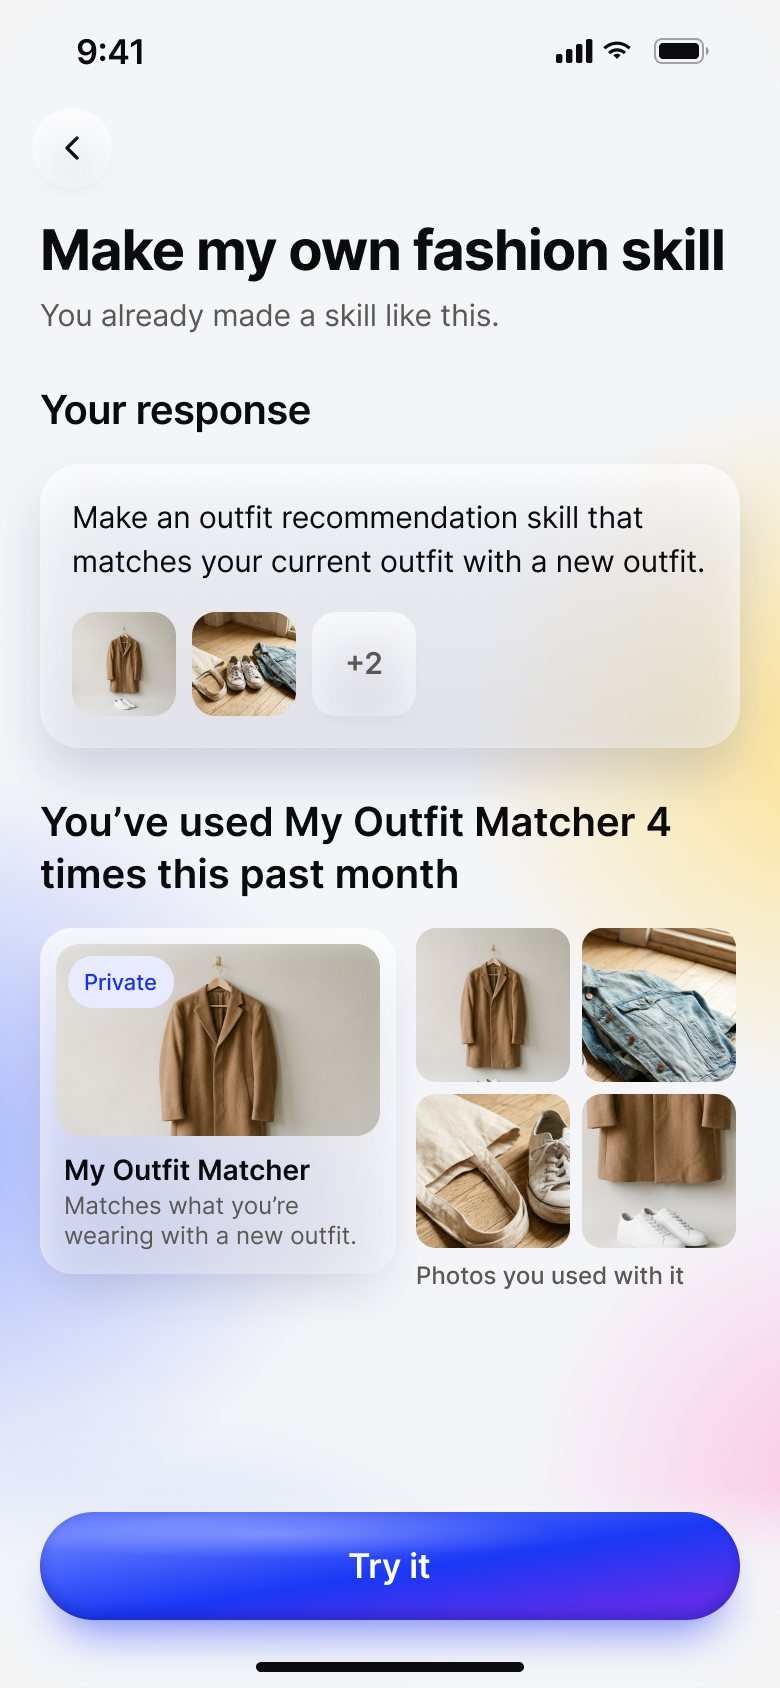 9:41
Make my own fashion skill
You already made a skill like this.
Your response
Make an outfit recommendation skill that
matches your current outfit with a new outfit.
+2
You’ve used My Outfit Matcher 4
times this past month
Private
My Outfit Matcher
Matches what you’re
wearing with a new outfit.
Photos you used with it
Try it